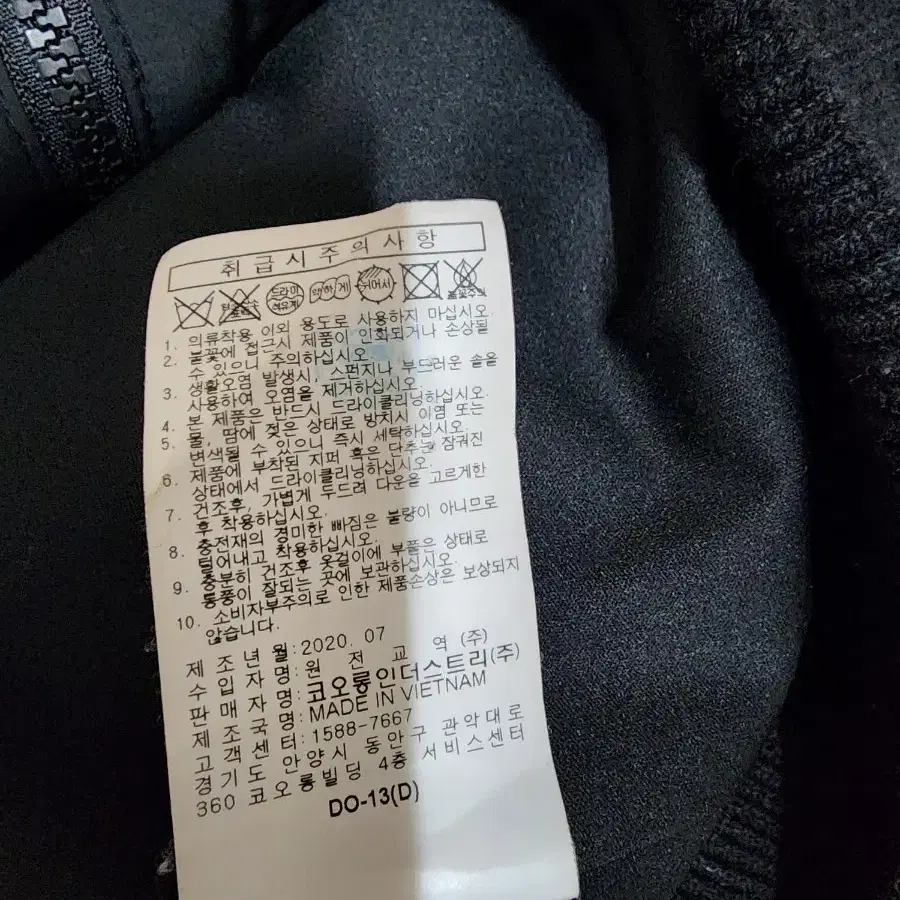 취급시주의사항
드라이 석유계 약하게 뉘어서 불꽃주의
1. 의류착용 이외 용도로 사용하지 마십시오.
2. 불꽃에 접근시 제품이 인화되거나 손상될
수 있으니 주의하십시오.
3. 생활오염 발생시, 스펀지나 부드러운 솔을
사용하여 오염을 제거하십시오.
4. 본 제품은 반드시 드라이클리닝하십시오.
5. 물, 땀에 젖은 상태로 방치시 이염 또는
변색될 수 있으니 즉시 세탁하십시오.
6. 제품에 부착된 지퍼 혹은 단추는 잠궈진
상태에서 드라이클리닝하십시오.
7. 건조후, 가볍게 두드려 다운을 고르게한
후 착용하십시오.
8. 충전재의 경미한 빠짐은 불량이 아니므로
털어내고 착용하십시오.
9. 충분히 건조후 옷걸이에 부풀은 상태로
통풍이 잘되는 곳에 보관하십시오.
10. 소비자부주의로 인한 제품손상은 보상되지
않습니다.
제조년월:2020. 07
수입자명:원 전 교 역 (주)
판매자명:코오롱인더스트리(주)
제조국명:MADE IN VIETNAM
고객센터:1588-7667
경기도 안양시 동안구 관악대로
360 코오롱빌딩 4층 서비스센터
DO-13(D)